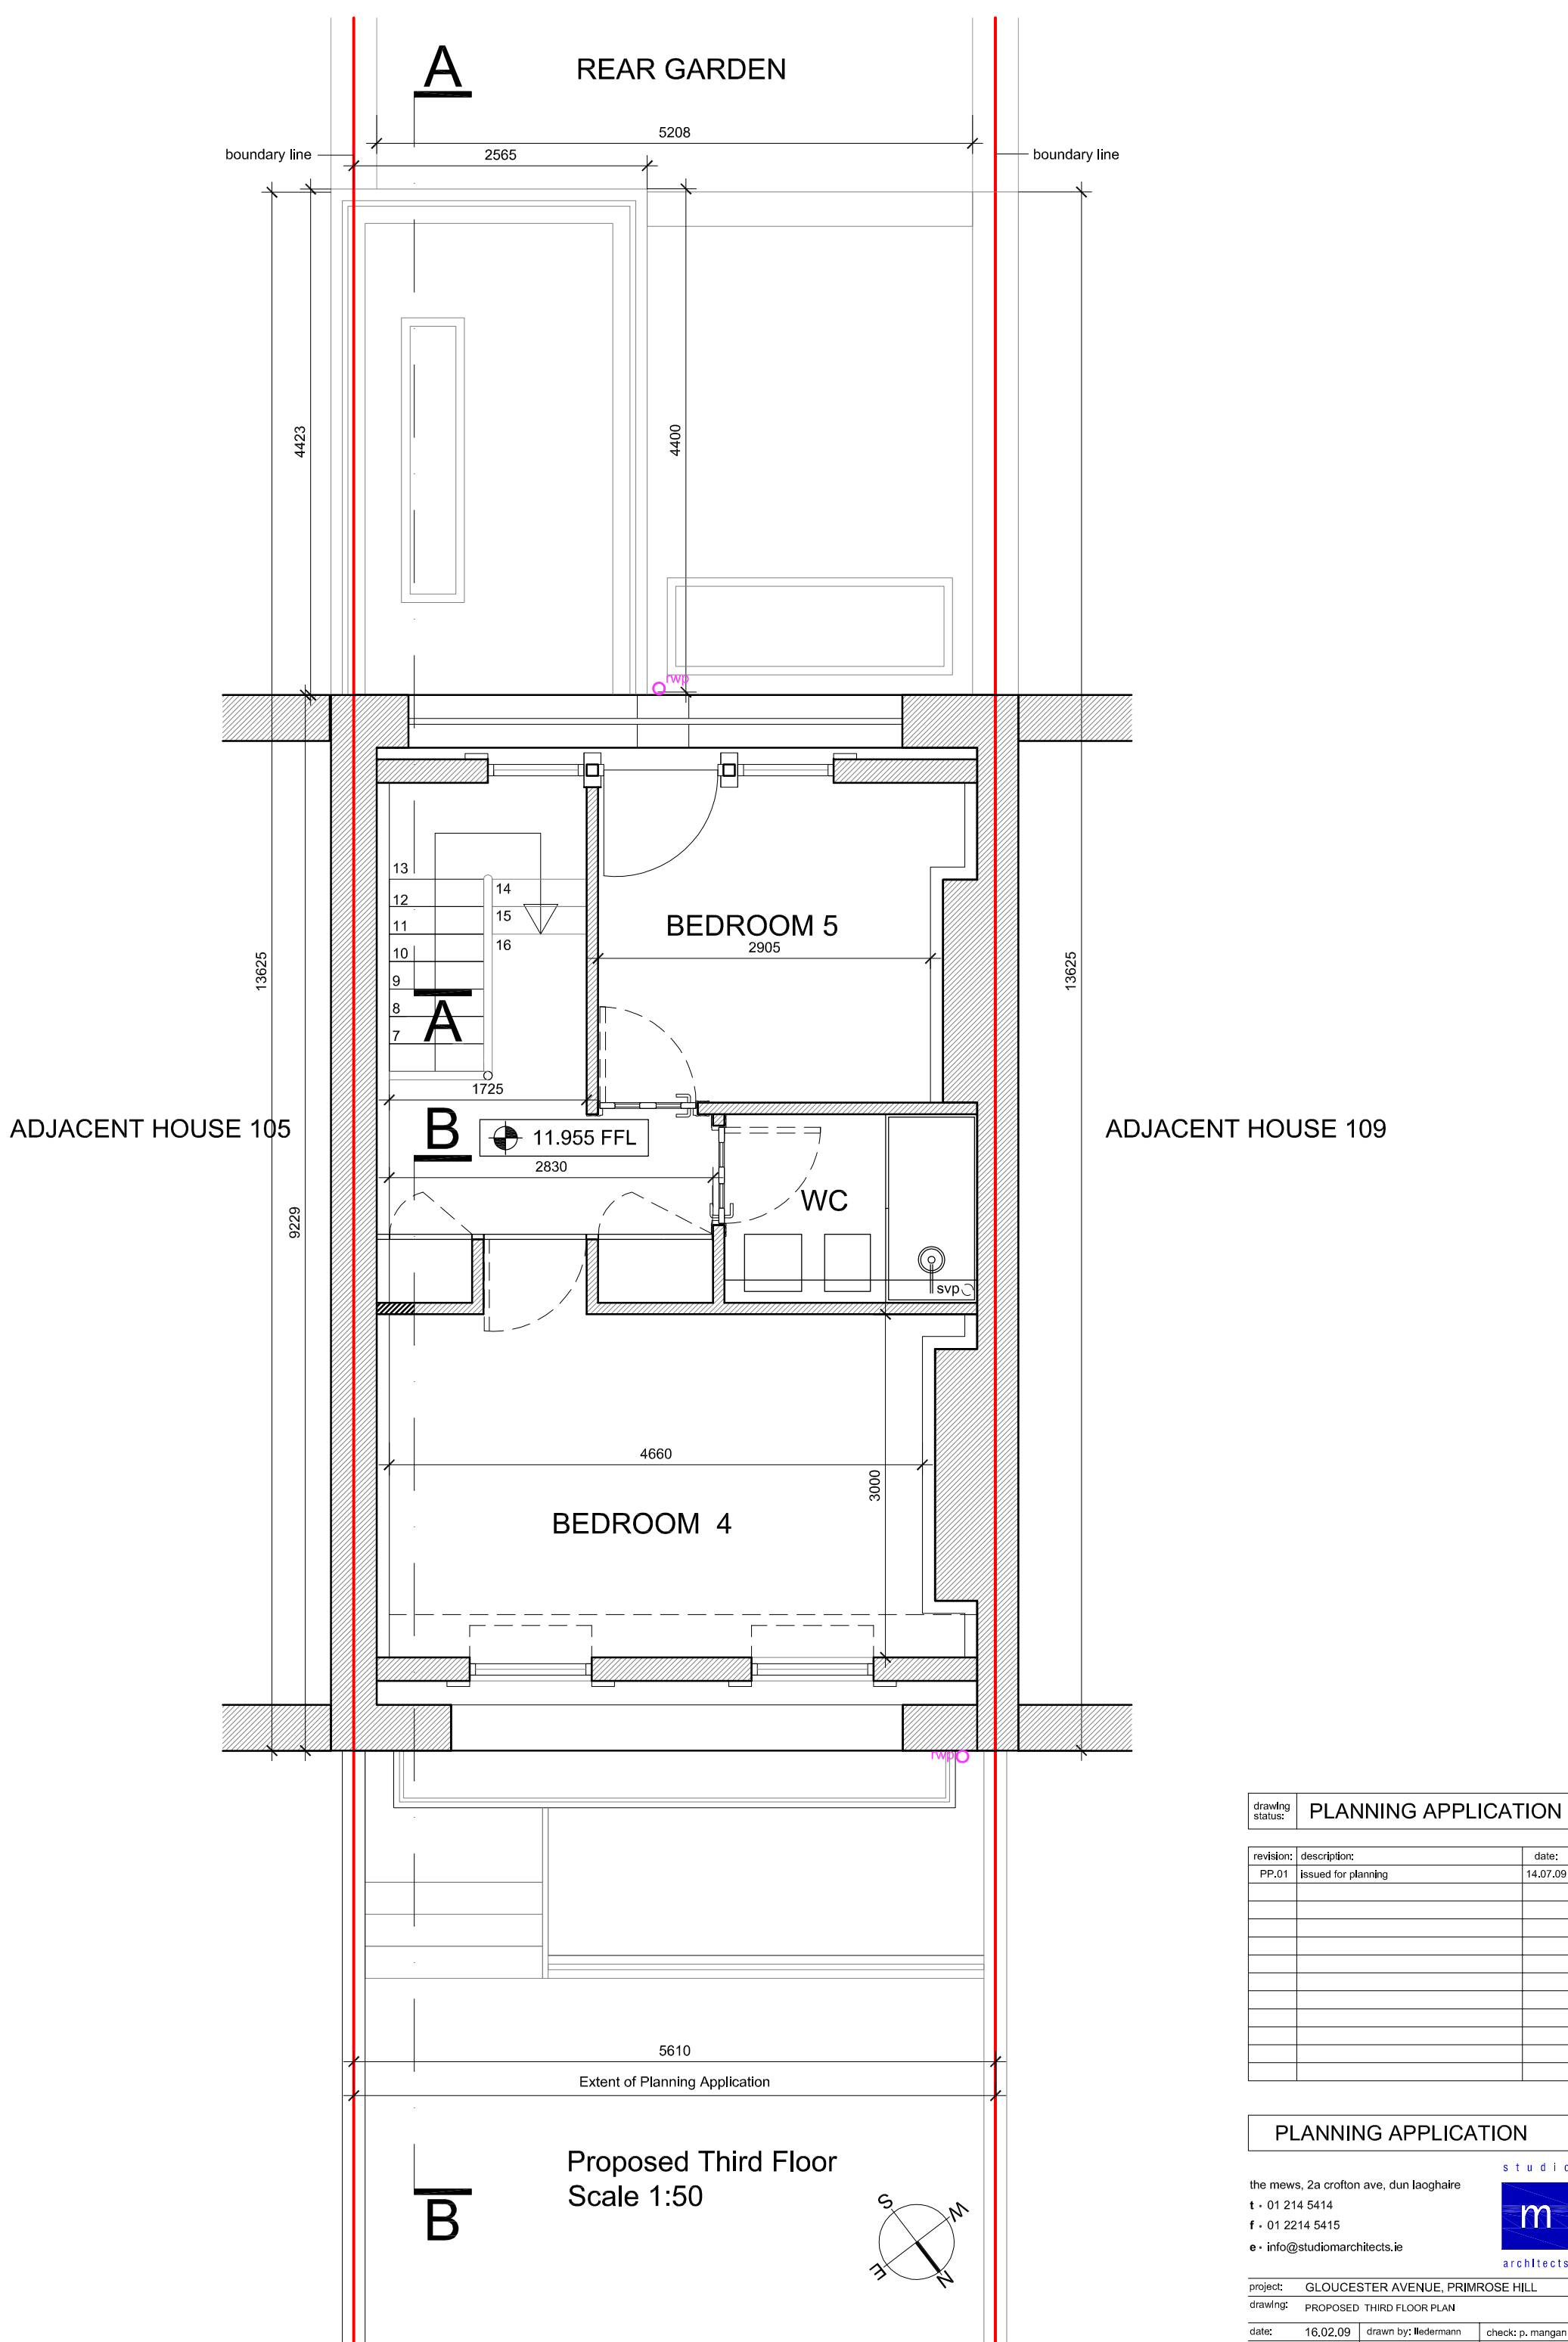 A
REAR GARDEN
5208
boundary line
2565
boundary line
4423
4400
rwp
13
14
12
15
11
16
10
9
8
7
A
BEDROOM 5
2905
13625
13625
1725
ADJACENT HOUSE 105
B
11.955 FFL
ADJACENT HOUSE 109
2830
WC
9229
svp
4660
3000
BEDROOM 4
rwp
5610
Extent of Planning Application
Proposed Third Floor
Scale 1:50
B
S
W
E
N
drawing status:
PLANNING APPLICATION
revision: description: date:
PP.01 issued for planning 14.07.09
PLANNING APPLICATION
studio
the mews, 2a crofton ave, dun laoghaire
t - 01 214 5414
m
f - 01 2214 5415
e - info@studiomarchitects.ie
architects
project: GLOUCESTER AVENUE, PRIMROSE HILL
drawing: PROPOSED THIRD FLOOR PLAN
date: 16.02.09 drawn by: lledermann check: p. mangan